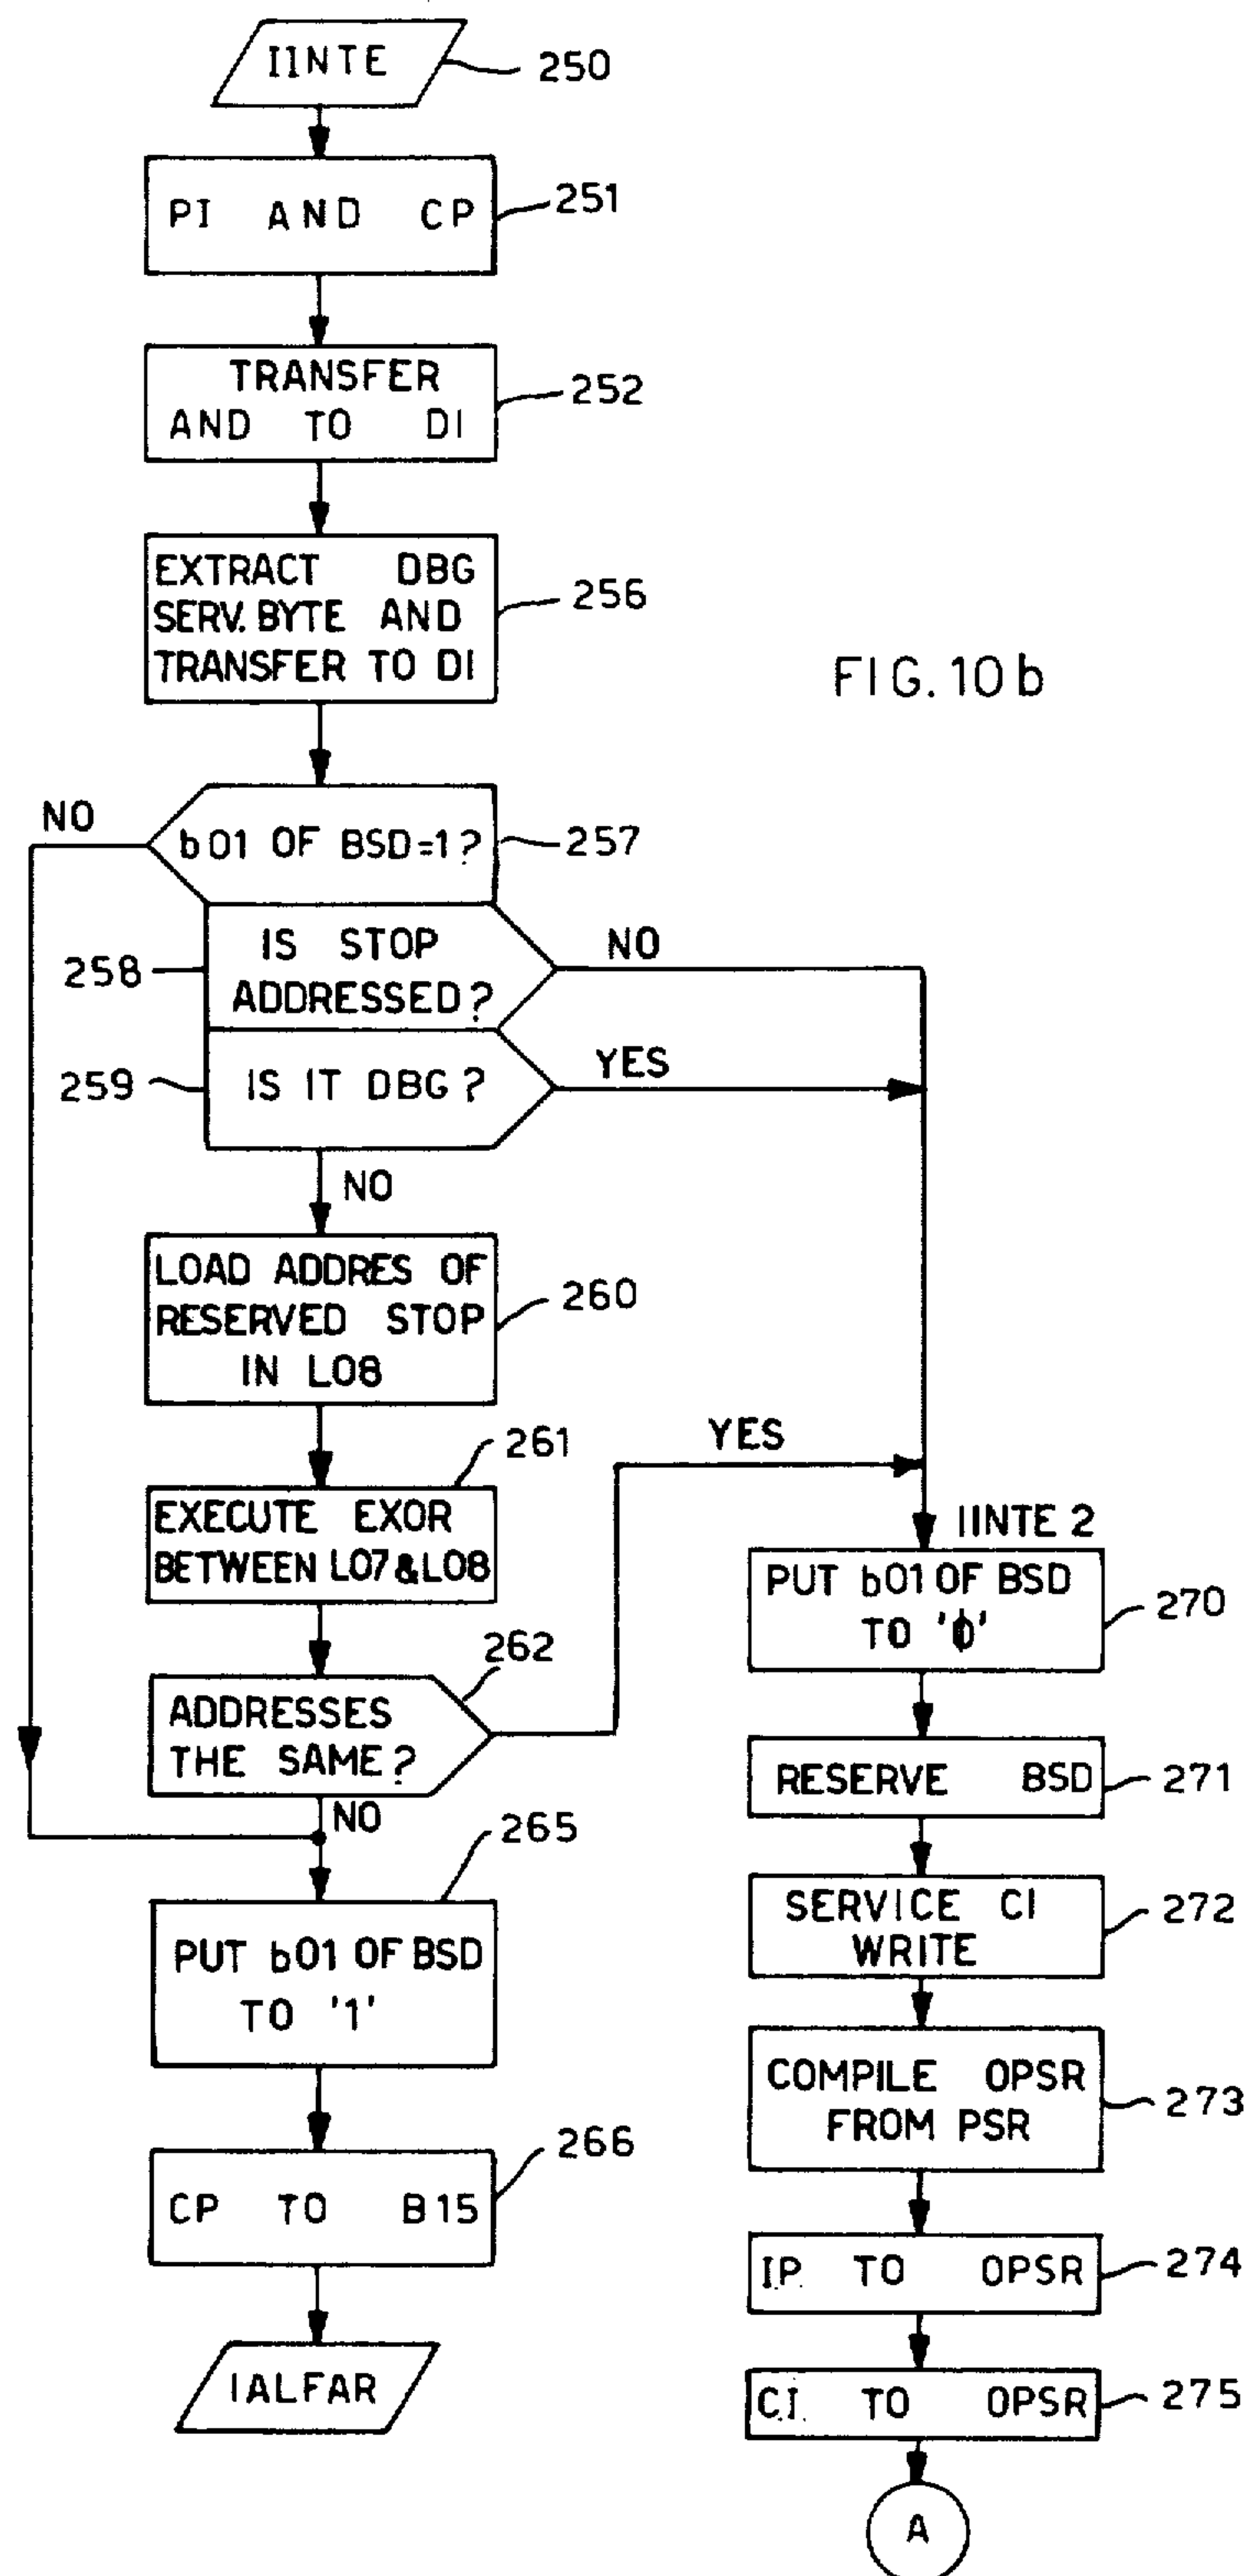 IINTE
250
PI AND CP
251
TRANSFER
AND TO DI
252
EXTRACT DBG
SERV. BYTE AND
TRANSFER TO DI
256
FIG. 10b
NO
b01 OF BSD=1?
257
IS STOP
ADDRESSED?
258
NO
259
IS IT DBG?
YES
NO
LOAD ADDRES OF
RESERVED STOP
IN L08
260
261
EXECUTE EXOR
BETWEEN L07 & L08
262
ADDRESSES
THE SAME?
YES
NO
265
PUT b01 OF BSD
TO '1'
266
CP TO B15
IALFAR
IINTE 2
PUT b01 OF BSD
TO '0'
270
RESERVE BSD
271
SERVICE CI
WRITE
272
COMPILE OPSR
FROM PSR
273
IP TO OPSR
274
CI TO OPSR
275
A